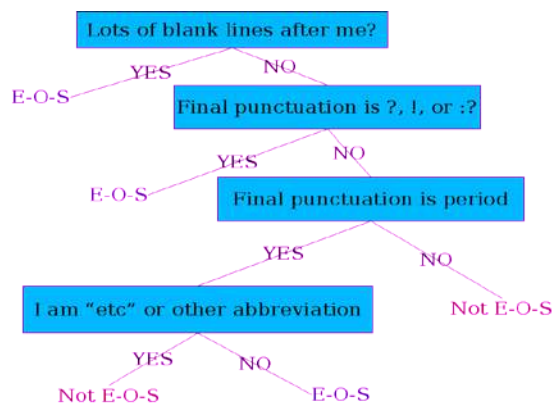 Lots of blank lines after me?
YES
NO
E-O-S
Final punctuation is ?, !, or :?
YES
NO
E-O-S
Final punctuation is period
YES
NO
I am “etc” or other abbreviation
Not E-O-S
YES
NO
Not E-O-S
E-O-S